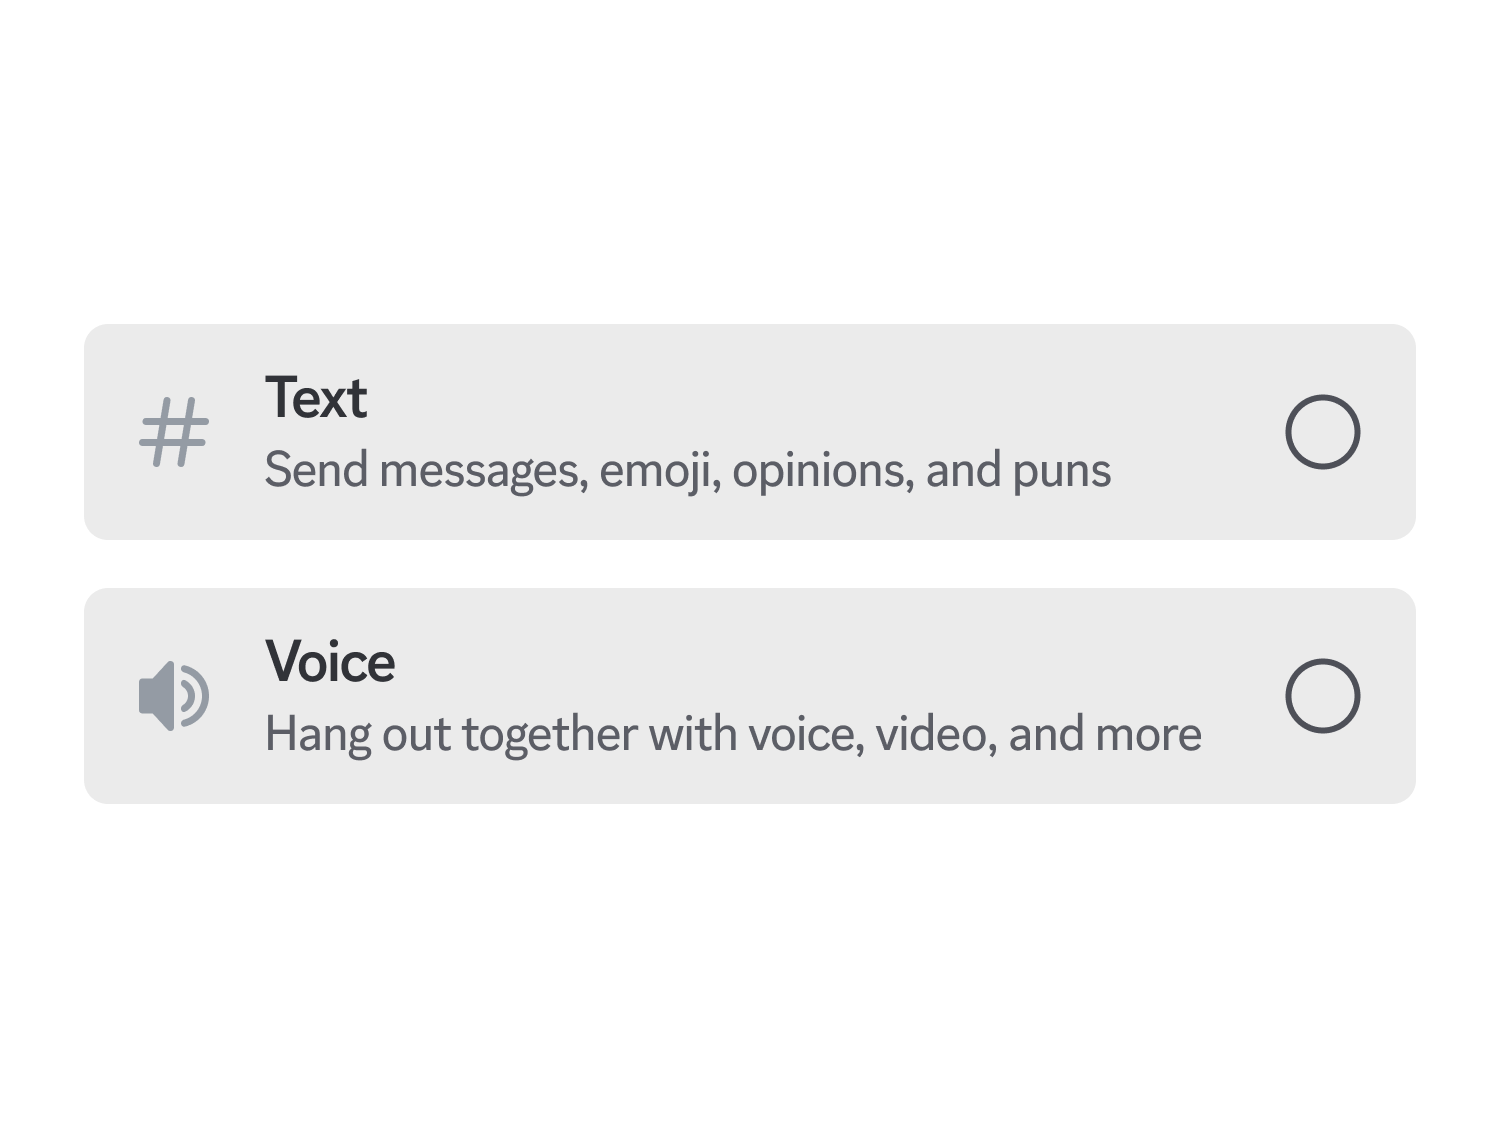 Text
Send messages, emoji, opinions, and puns
Voice
Hang out together with voice, video, and more